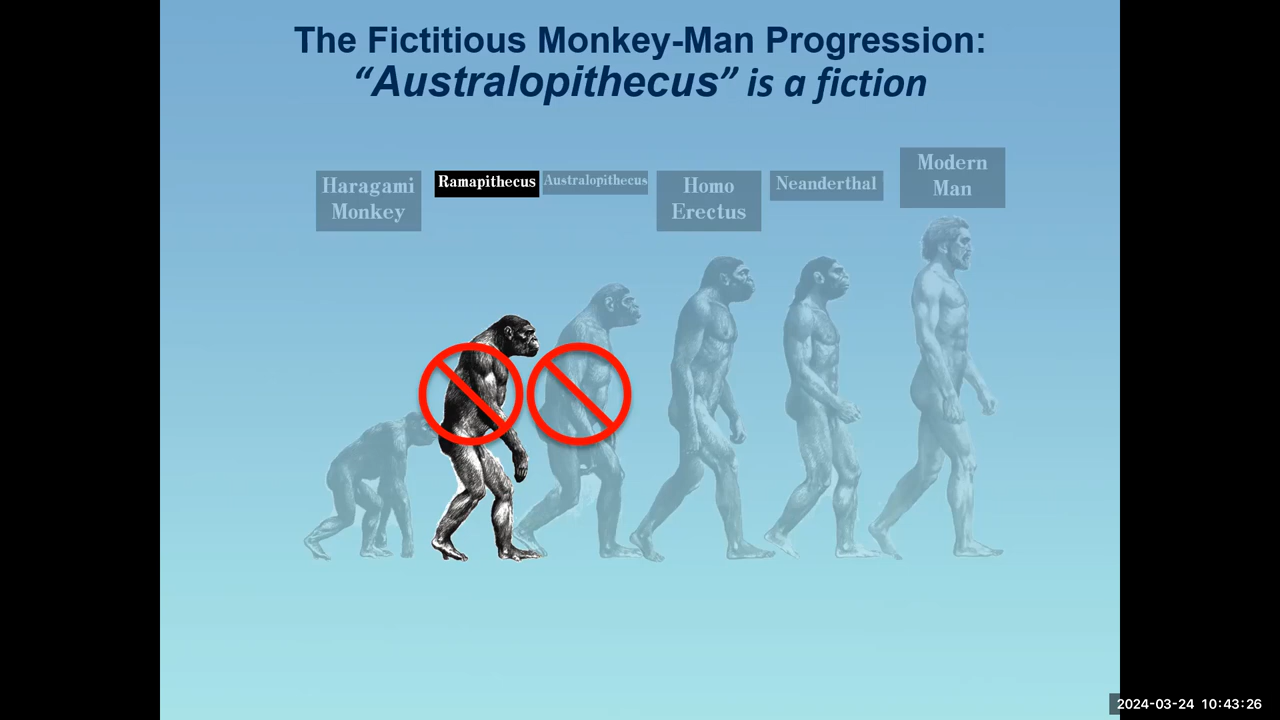 The Fictitious Monkey-Man Progression:
“Australopithecus” is a fiction
Haragami
Monkey
Ramapithecus
Australopithecus
Homo
Erectus
Neanderthal
Modern
Man
2024-03-24 10:43:26